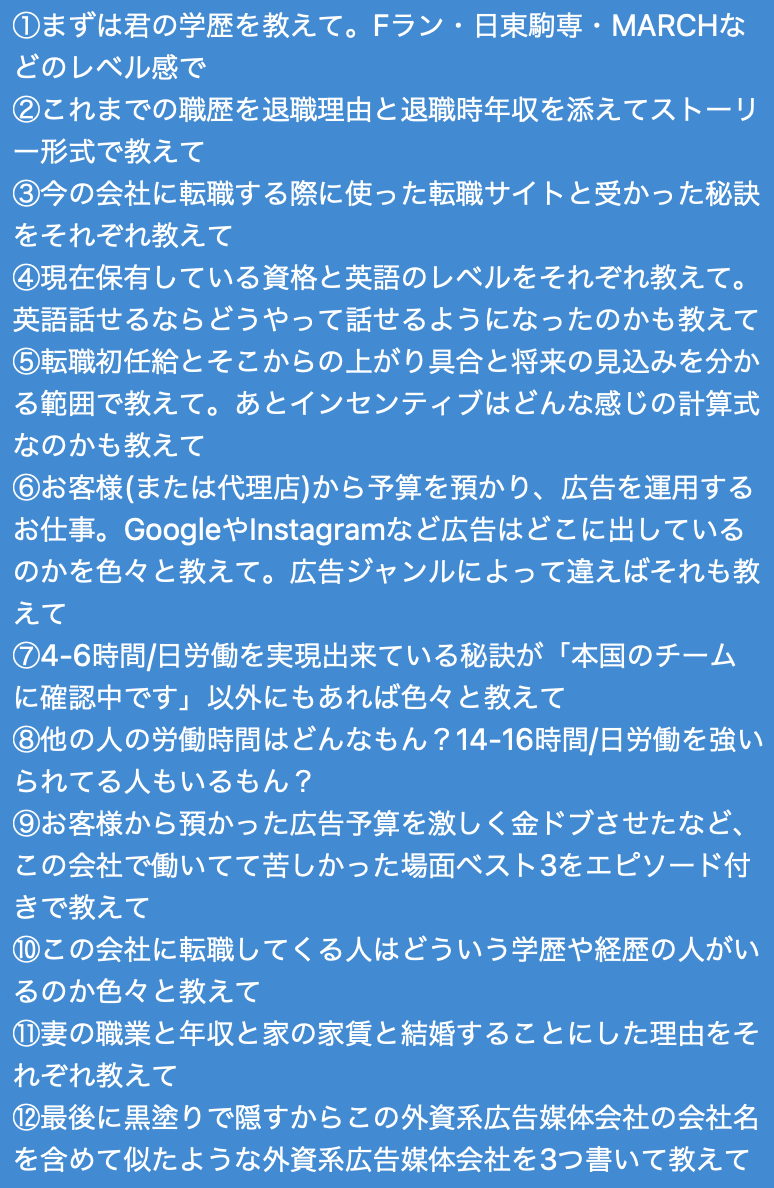 ①まずは君の学歴を教えて。Fラン・日東駒専・MARCHな
どのレベル感で
②これまでの職歴を退職理由と退職時年収を添えてストーリ
ー形式で教えて
③今の会社に転職する際に使った転職サイトと受かった秘訣
をそれぞれ教えて
④現在保有している資格と英語のレベルをそれぞれ教えて。
英語話せるならどうやって話せるようになったのかも教えて
⑤転職初任給とそこからの上がり具合と将来の見込みを分か
る範囲で教えて。あとインセンティブはどんな感じの計算式
なのかも教えて
⑥お客様(または代理店)から予算を預かり、広告を運用する
お仕事。GoogleやInstagramなど広告はどこに出している
のかを色々と教えて。広告ジャンルによって違えばそれも教
えて
⑦4-6時間/日労働を実現出来ている秘訣が「本国のチーム
に確認中です」以外にもあれば色々と教えて
⑧他の人の労働時間はどんなもん？14-16時間/日労働を強い
られてる人もいるもん？
⑨お客様から預かった広告予算を激しく金ドブさせたなど、
この会社で働いてて苦しかった場面ベスト3をエピソード付
きで教えて
⑩この会社に転職してくる人はどういう学歴や経歴の人がい
るのか色々と教えて
⑪妻の職業と年収と家の家賃と結婚することにした理由をそ
れぞれ教えて
⑫最後に黒塗りで隠すからこの外資系広告媒体会社の会社名
を含めて似たような外資系広告媒体会社を3つ書いて教えて